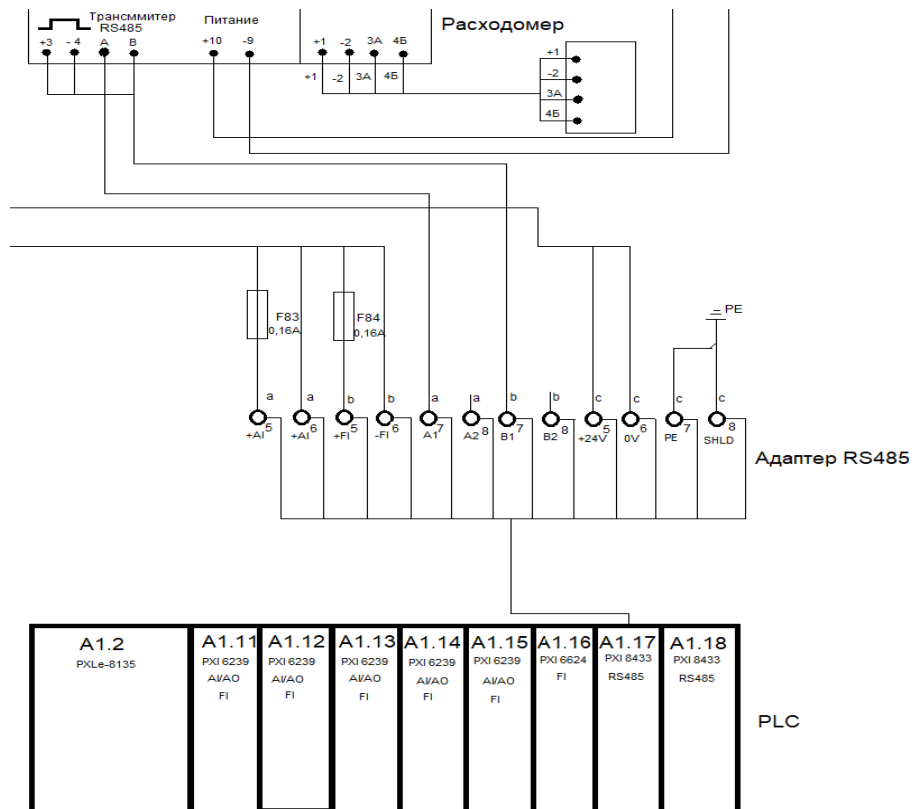 Трансммитер Питание
RS485
Расходомер
+3 -4 A B +10 -9 +1 -2 3А 4Б
+1 -2 3А 4Б
+1
-2
3А
4Б
F83
0,16А
F84
0,16А
PE
a a b b a a b b c c c c
5 6 5 6 7 8 7 8 5 6 7 8
+AI +AI +FI -FI A1 A2 B1 B2 +24V 0V PE SHLD
Адаптер RS485
A1.2
PXLe-8135
A1.11
PXI 6239
AI/AO
FI
A1.12
PXI 6239
AI/AO
FI
A1.13
PXI 6239
AI/AO
FI
A1.14
PXI 6239
AI/AO
FI
A1.15
PXI 6239
AI/AO
FI
A1.16
PXI 6624
FI
A1.17
PXI 8433
RS485
A1.18
PXI 8433
RS485
PLC